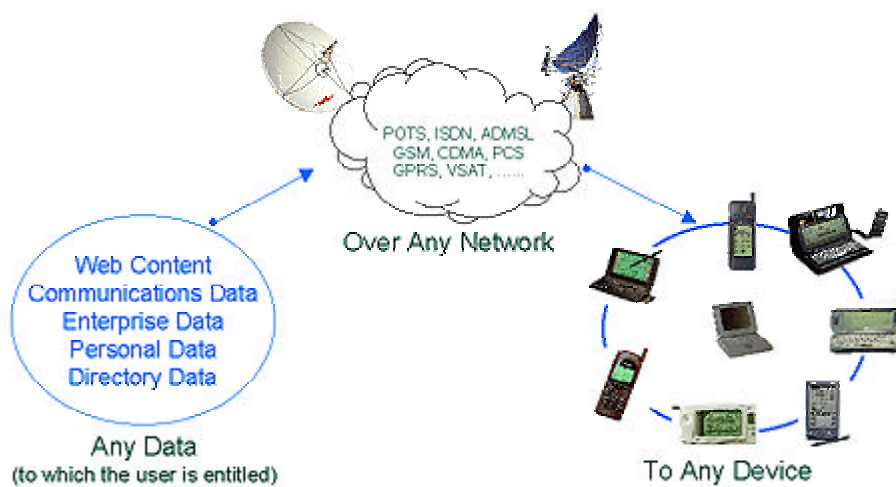 POTS, ISDN, ADMSL
GSM, CDMA, PCS
GPRS, VSAT, ......
Over Any Network
Web Content
Communications Data
Enterprise Data
Personal Data
Directory Data
Any Data
(to which the user is entitled)
To Any Device